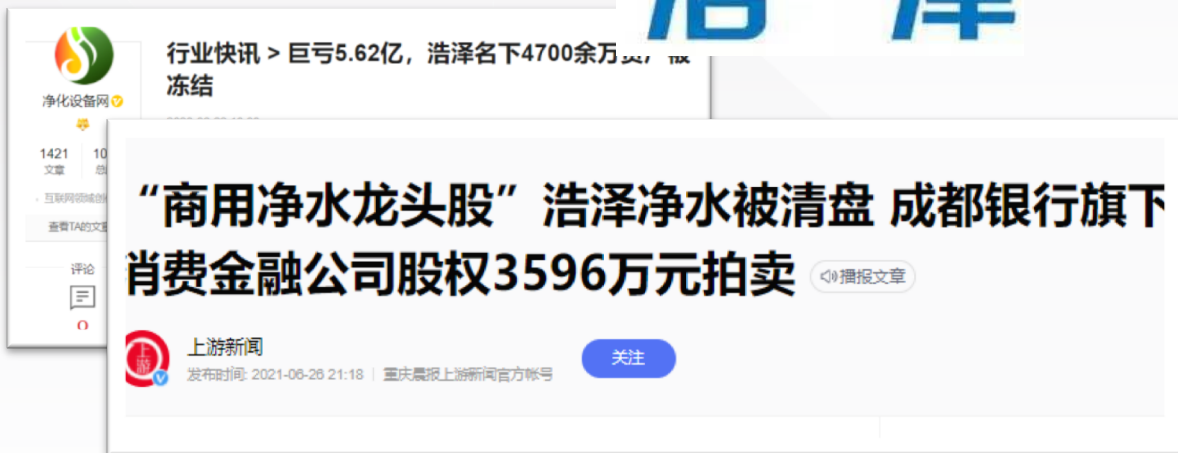 浩 泽
行业快讯 > 巨亏5.62亿，浩泽名下4700余万资产被
冻结
净化设备网
1421
文章
10
总
互联网领域创
查看TA的文章
评论
0
“商用净水龙头股”浩泽净水被清盘 成都银行旗下
消费金融公司股权3596万元拍卖
播报文章
上游新闻
发布时间: 2021-06-26 21:18
重庆晨报上游新闻官方帐号
关注